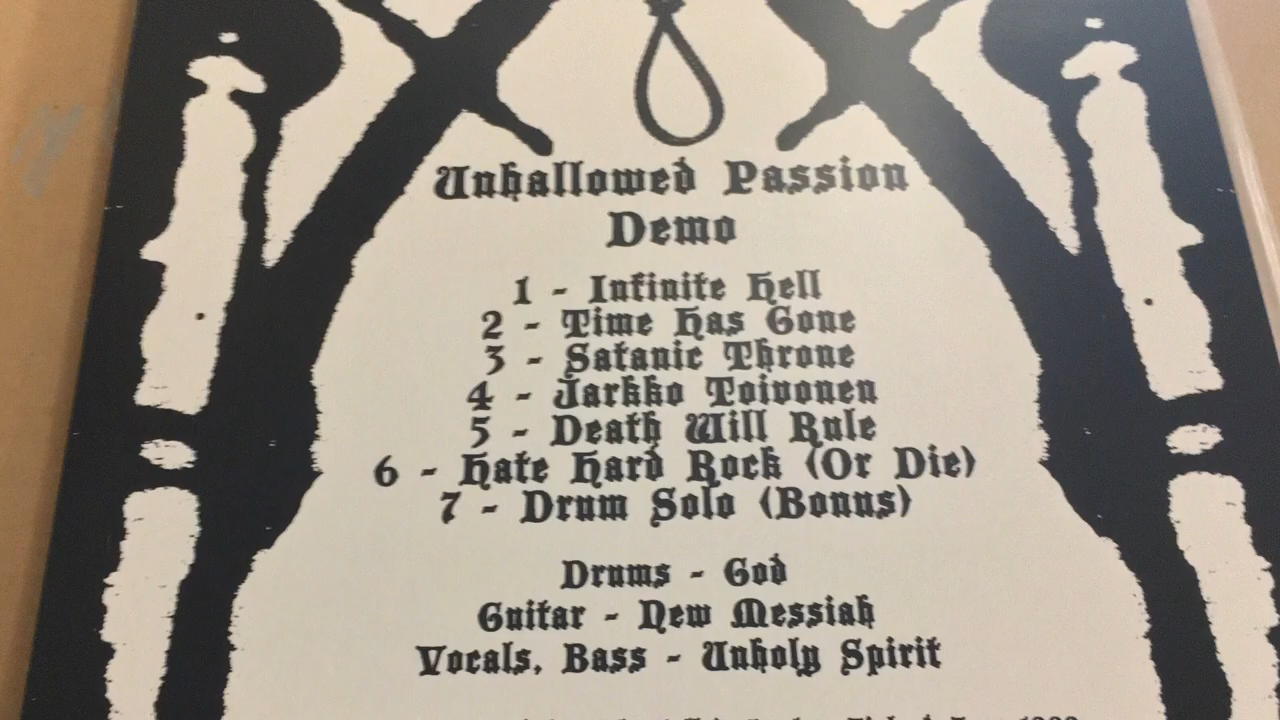 Unhallowed Passion
Demo
1 - Infinite Hell
2 - Time Has Gone
3 - Satanic Throne
4 - Jarkko Toivonen
5 - Death Will Rule
6 - Hate Hard Rock (Or Die)
7 - Drum Solo (Bonus)
Drums - God
Guitar - New Messiah
Vocals, Bass - Unholy Spirit